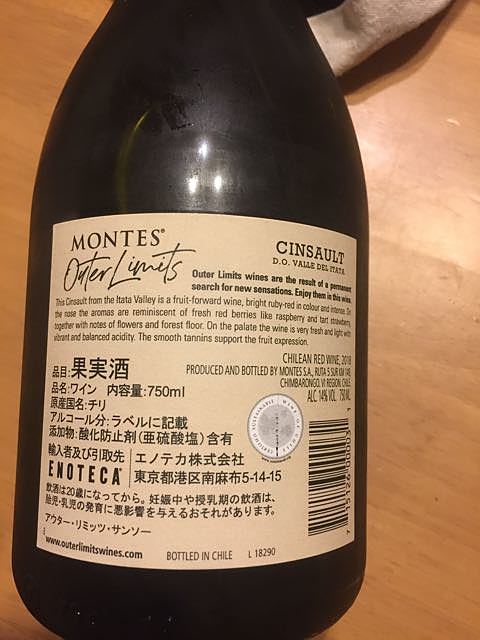 MONTES®
Outer Limits
CINSAULT
D.O. VALLE DEL ITATA
Outer Limits wines are the result of a permanent
search for new sensations. Enjoy them in this wine.
This Cinsault from the Itata Valley is a fruit-forward wine, bright ruby-red in colour and intense. On
the nose the aromas are reminiscent of fresh red berries like raspberry and tart strawberry,
together with notes of flowers and forest floor. On the palate the wine is very fresh and light with
vibrant and balanced acidity. The smooth tannins support the fruit expression.
CHILEAN RED WINE, 2018
PRODUCED AND BOTTLED BY MONTES S.A., RUTA 5 SUR KM 149,
CHIMBARONGO, VI REGION, CHILE.
ALC. 14% VOL. 750 ML
品目:果実酒
品名:ワイン 内容量:750ml
原産国名:チリ
アルコール分:ラベルに記載
添加物:酸化防止剤(亜硫酸塩)含有
輸入者及び引取先 エノテカ株式会社
ENOTECA® 東京都港区南麻布5-14-15
飲酒は20歳になってから。妊娠中や授乳期の飲酒は、
胎児・乳児の発育に悪影響を与えるおそれがあります。
アウター・リミッツ・サンソー
www.outerlimitswines.com BOTTLED IN CHILE L 18290